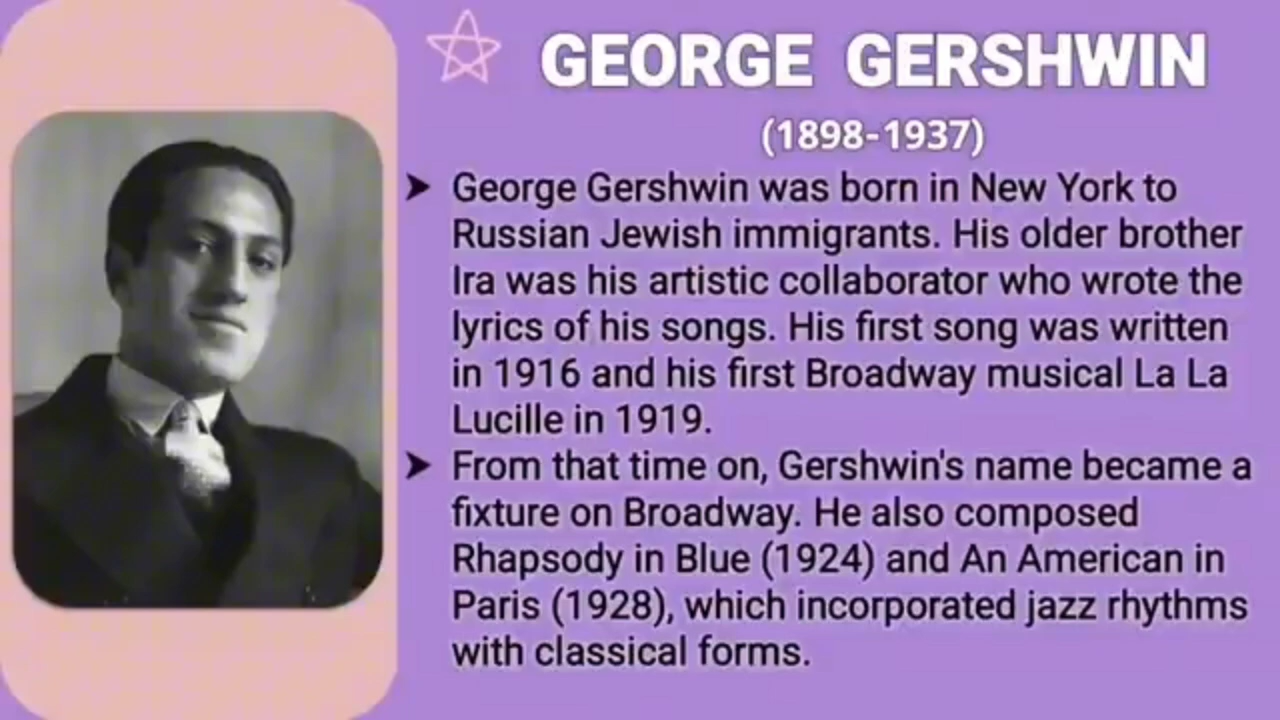 GEORGE GERSHWIN
(1898-1937)
George Gershwin was born in New York to
Russian Jewish immigrants. His older brother
Ira was his artistic collaborator who wrote the
lyrics of his songs. His first song was written
in 1916 and his first Broadway musical La La
Lucille in 1919.
From that time on, Gershwin's name became a
fixture on Broadway. He also composed
Rhapsody in Blue (1924) and An American in
Paris (1928), which incorporated jazz rhythms
with classical forms.